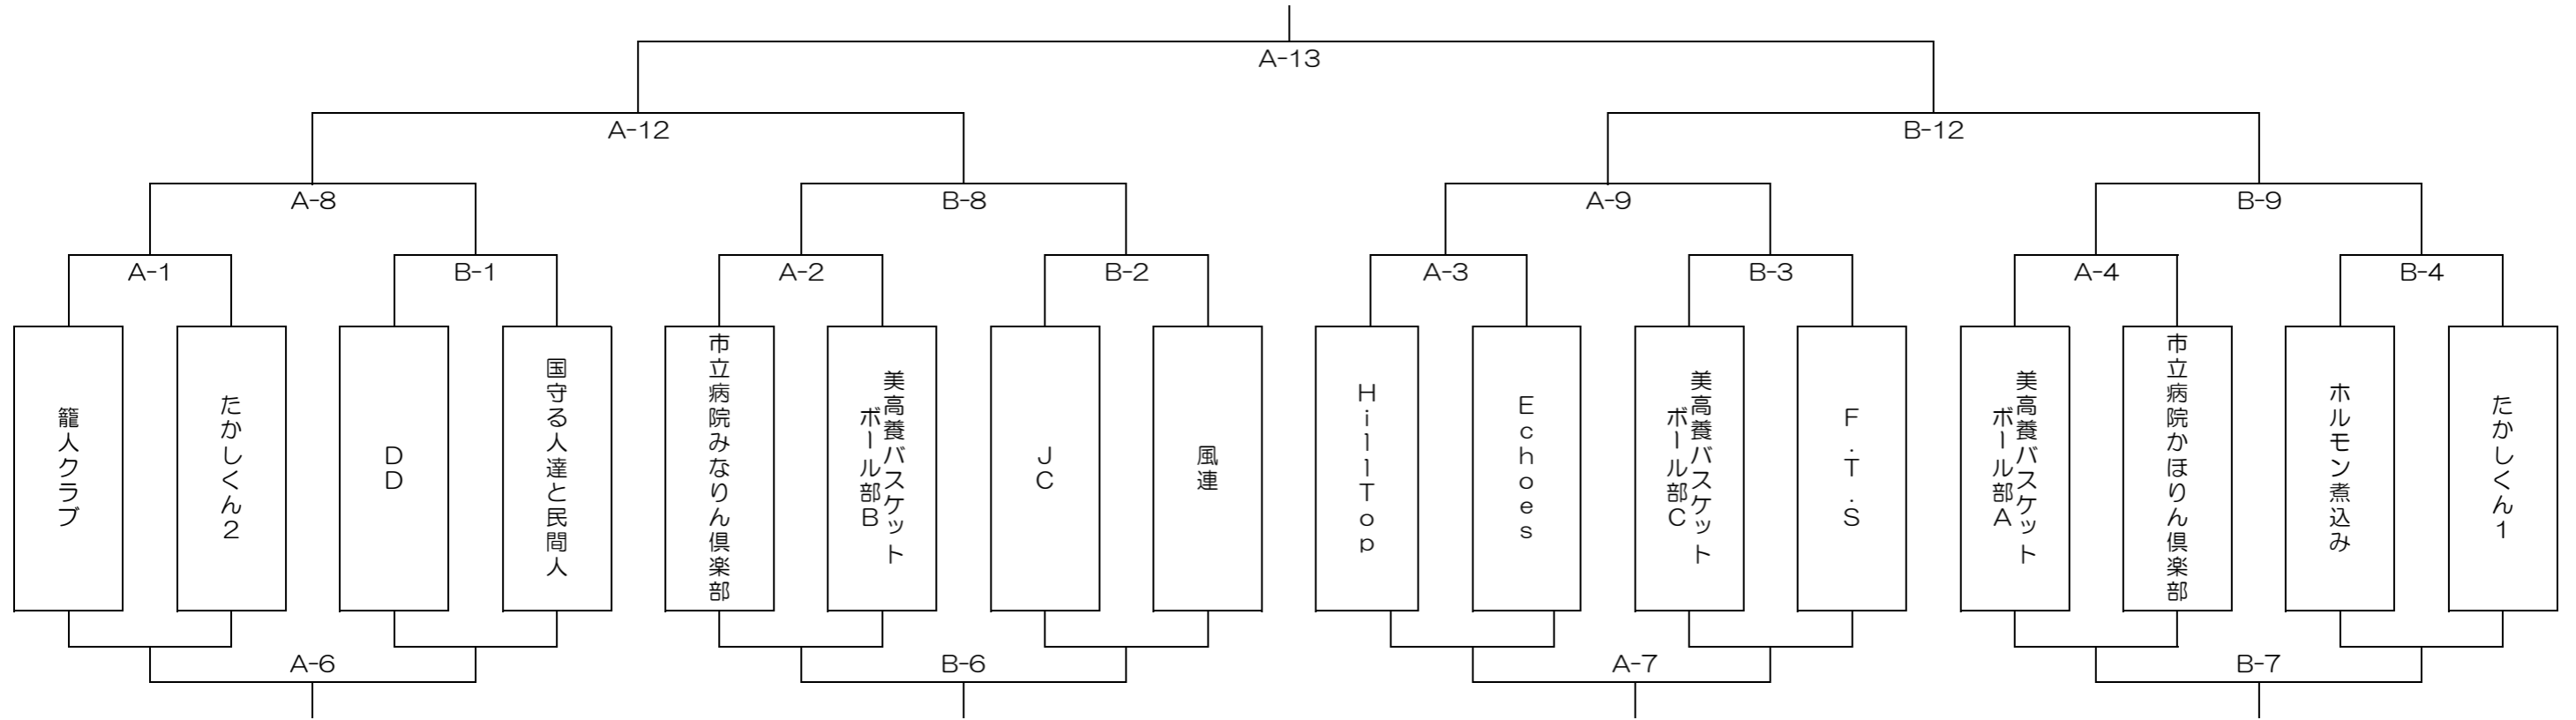 A-13
A-12
B-12
A-8
B-8
A-9
B-9
A-1
B-1
A-2
B-2
A-3
B-3
A-4
B-4
籠人クラブ
たかしくん2
DD
国守る人達と民間人
市立病院みなりん倶楽部
美高養バスケット
ボール部B
JC
風連
HillTop
Echoes
美高養バスケット
ボール部C
F.T.S
美高養バスケット
ボール部A
市立病院かほりん倶楽部
ホルモン煮込み
たかしくん1
A-6
B-6
A-7
B-7